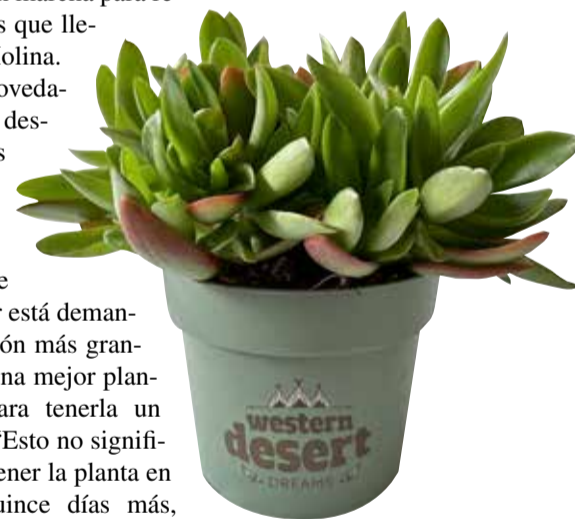 s que lle-
olina.
oveda-
des-
s
e
r está deman-
ón más gran-
na mejor plan-
ara tenerla un
“Esto no signifi-
ener la planta en
uince días más,
western
desert
DREAMS